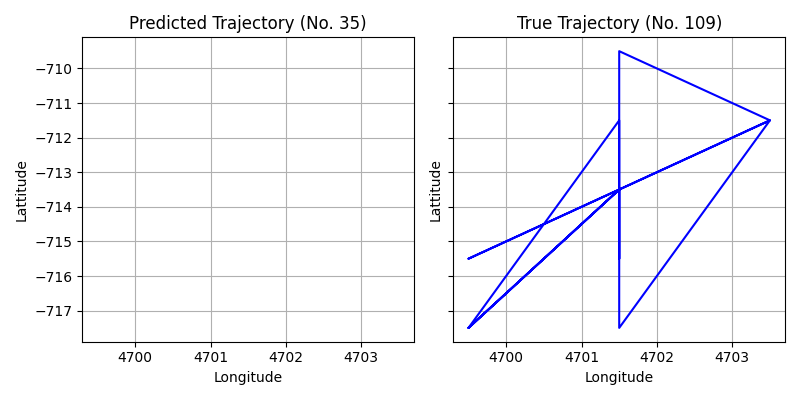 Predicted Trajectory (No. 35)
True Trajectory (No. 109)
−710
−711
−712
−713
−714
−715
−716
−717
Lattitude
Lattitude
4700
4701
4702
4703
4700
4701
4702
4703
Longitude
Longitude